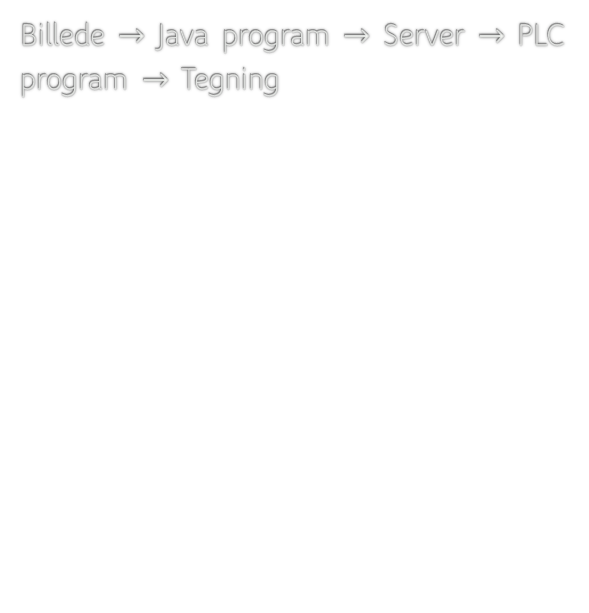 Billede → Java program → Server → PLC
program → Tegning